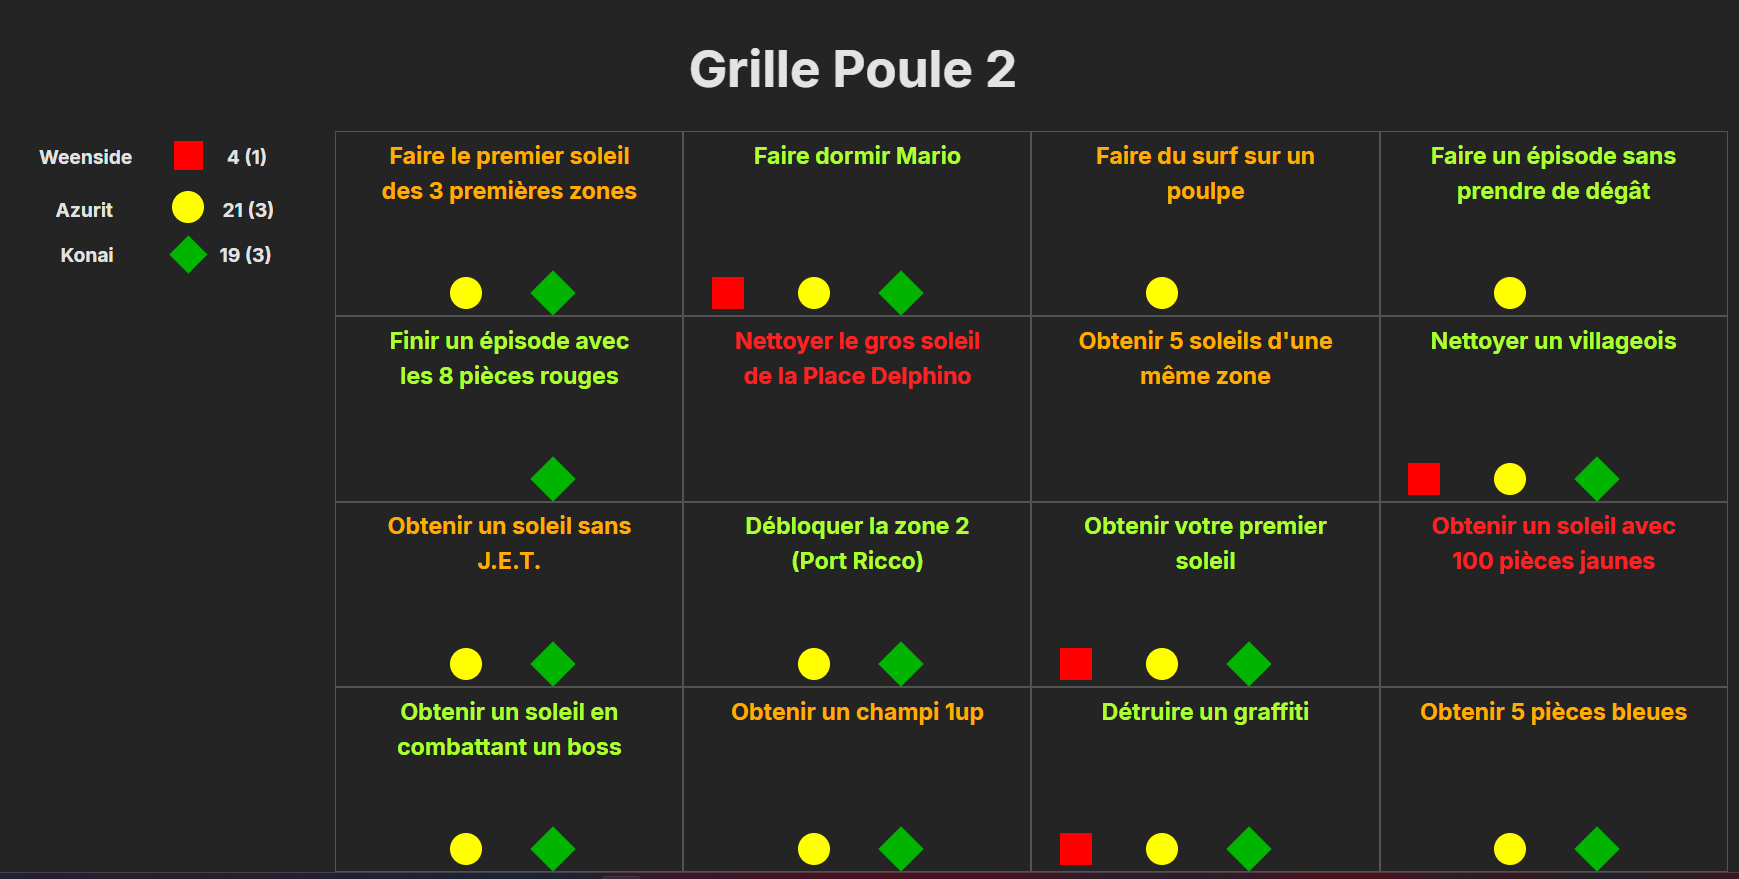 Grille Poule 2
Weenside 4 (1)
Azurit 21 (3)
Konai 19 (3)
Faire le premier soleil
des 3 premières zones
Faire dormir Mario
Faire du surf sur un
poulpe
Faire un épisode sans
prendre de dégât
Finir un épisode avec
les 8 pièces rouges
Nettoyer le gros soleil
de la Place Delphino
Obtenir 5 soleils d'une
même zone
Nettoyer un villageois
Obtenir un soleil sans
J.E.T.
Débloquer la zone 2
(Port Ricco)
Obtenir votre premier
soleil
Obtenir un soleil avec
100 pièces jaunes
Obtenir un soleil en
combattant un boss
Obtenir un champi 1up
Détruire un graffiti
Obtenir 5 pièces bleues